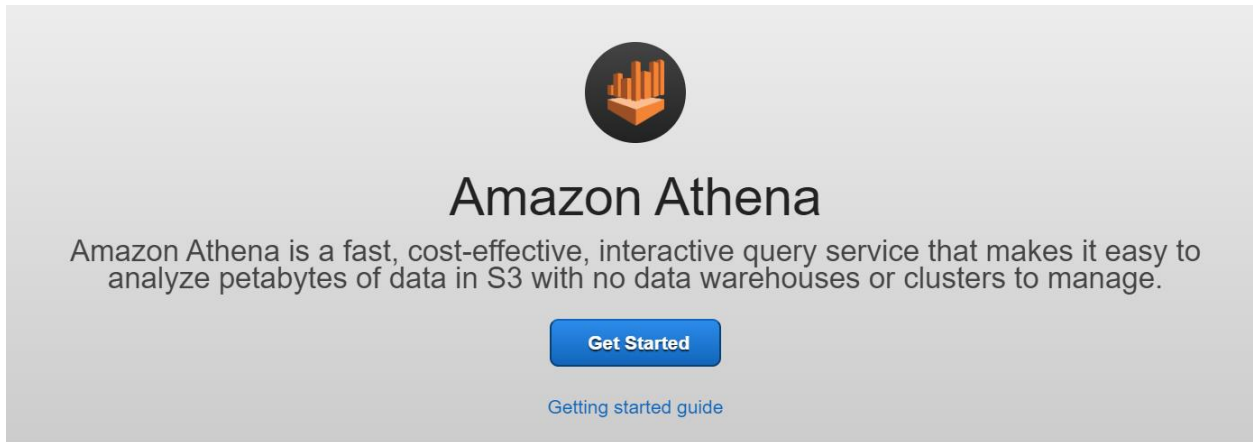 Amazon Athena
Amazon Athena is a fast, cost-effective, interactive query service that makes it easy to
analyze petabytes of data in S3 with no data warehouses or clusters to manage.
Get Started
Getting started guide